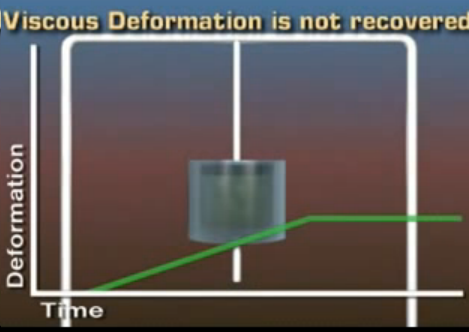 Viscous Deformation is not recovered
Deformation
Time